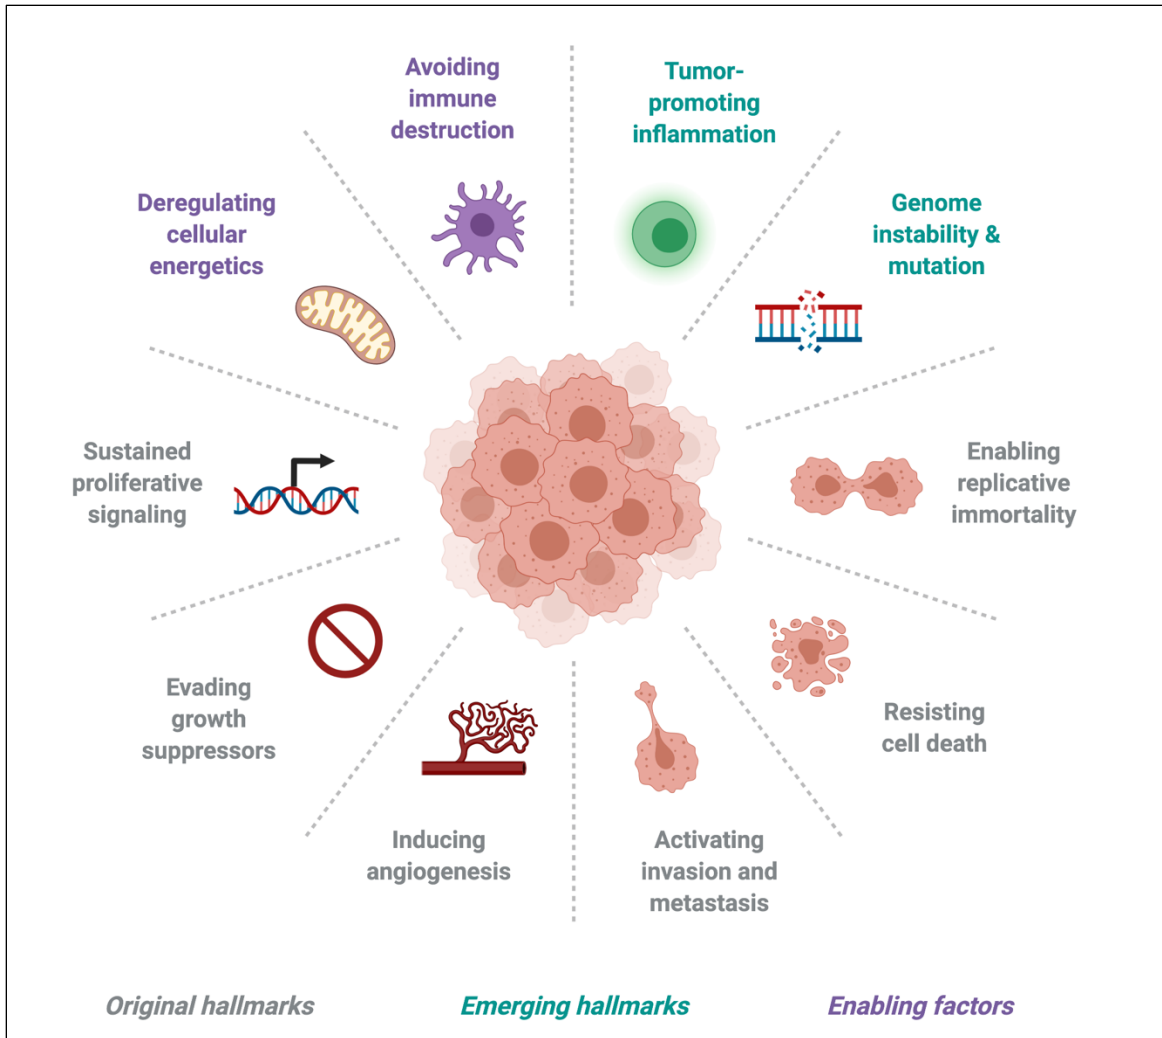 Avoiding
immune
destruction
Tumor-
promoting
inflammation
Deregulating
cellular
energetics
Genome
instability &
mutation
Sustained
proliferative
signaling
Enabling
replicative
immortality
Evading
growth
suppressors
Resisting
cell death
Inducing
angiogenesis
Activating
invasion and
metastasis
Original hallmarks
Emerging hallmarks
Enabling factors